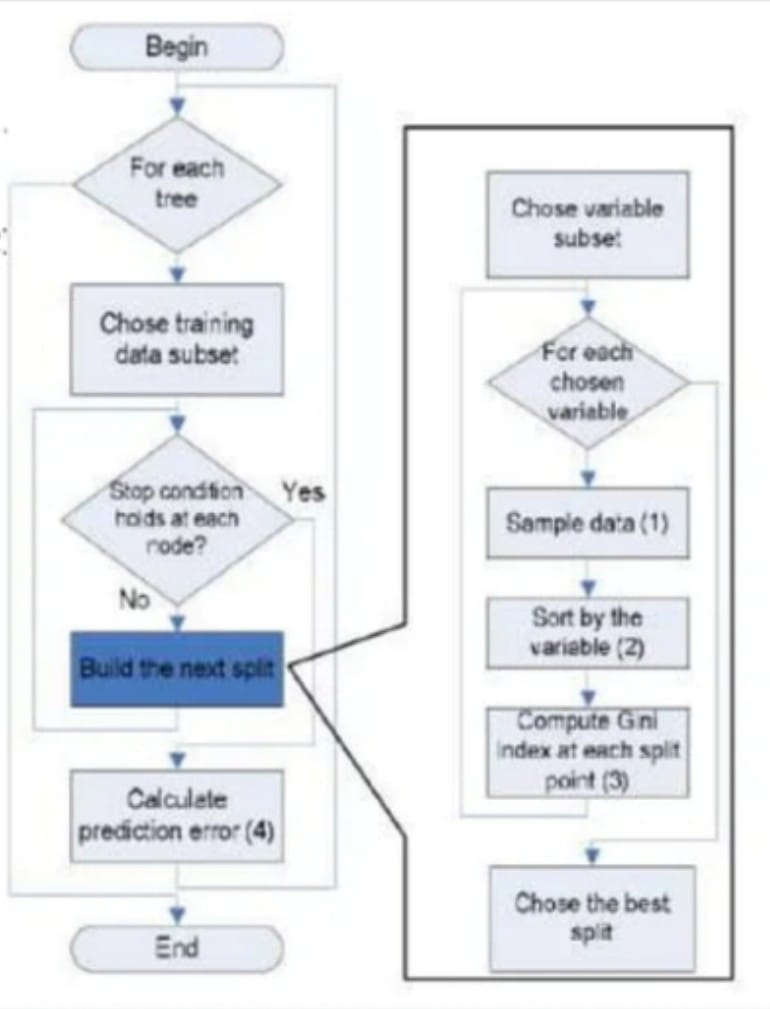 Begin
For each
tree
Chose training
data subset
Stop condition
holds at each
node?
Yes
No
Build the next split
Calculate
prediction error (4)
End
Chose variable
subset
For each
chosen
variable
Sample data (1)
Sort by the
variable (2)
Compute Gini
index at each split
point (3)
Chose the best
split